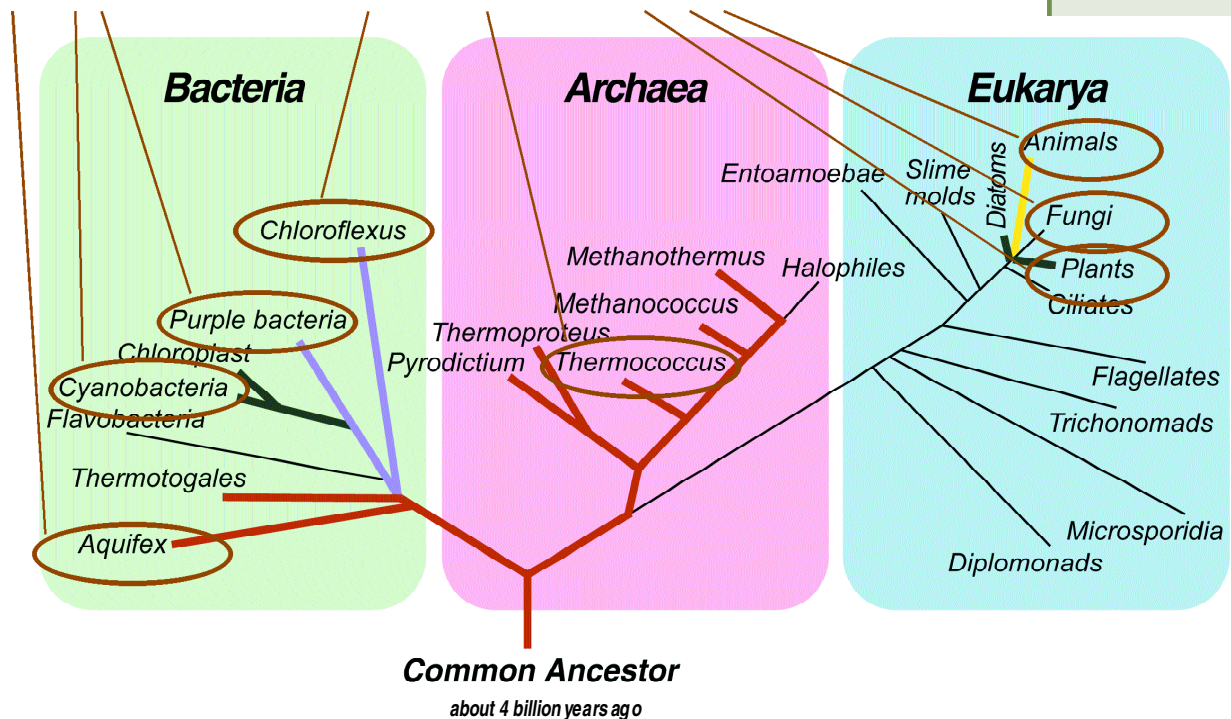 Bacteria
Archaea
Eukarya
Chloroflexus
Purple bacteria
Chloroplast
Cyanobacteria
Flavobacteria
Thermotogales
Aquifex
Methanothermus
Halophiles
Methanococcus
Thermoproteus
Pyrodictium
Thermococcus
Entoamoebae
Slime
molds
Diatoms
Animals
Fungi
Plants
Ciliates
Flagellates
Trichonomads
Microsporidia
Diplomonads
Common Ancestor
about 4 billion years ago